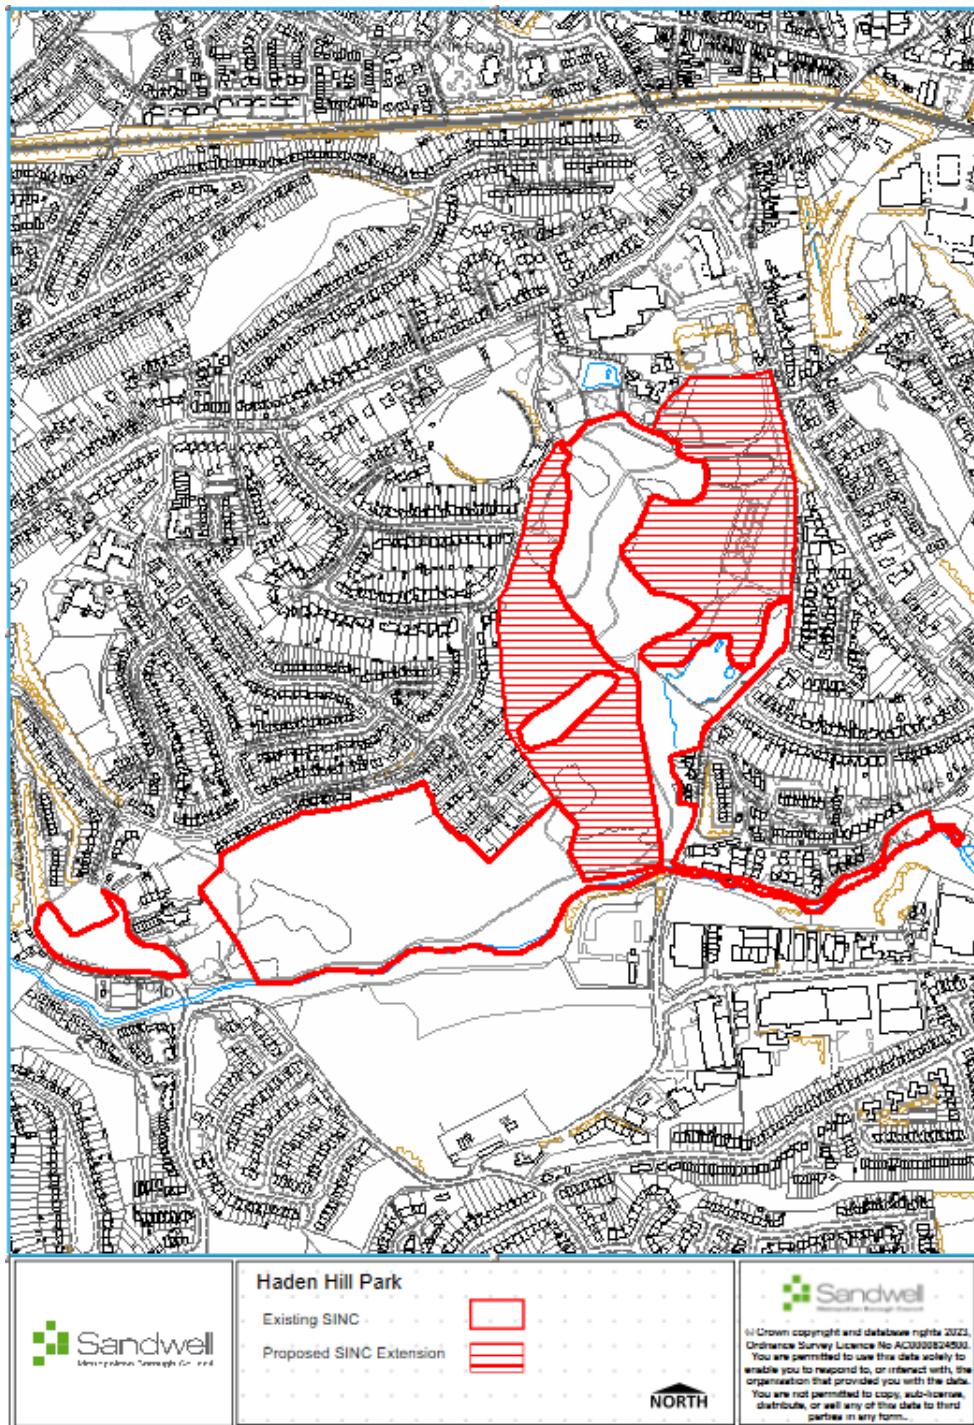 BANKS ROAD
Sandwell
Metropolitan Borough Council
Haden Hill Park
Existing SINC
Proposed SINC Extension
NORTH
Sandwell
Metropolitan Borough Council
© Crown copyright and database rights 2023,
Ordnance Survey Licence No AC0000824500.
You are permitted to use this data solely to
enable you to respond to, or interact with, the
organisation that provided you with the data.
You are not permitted to copy, sub-license,
distribute, or sell any of this data to third
parties in any form.